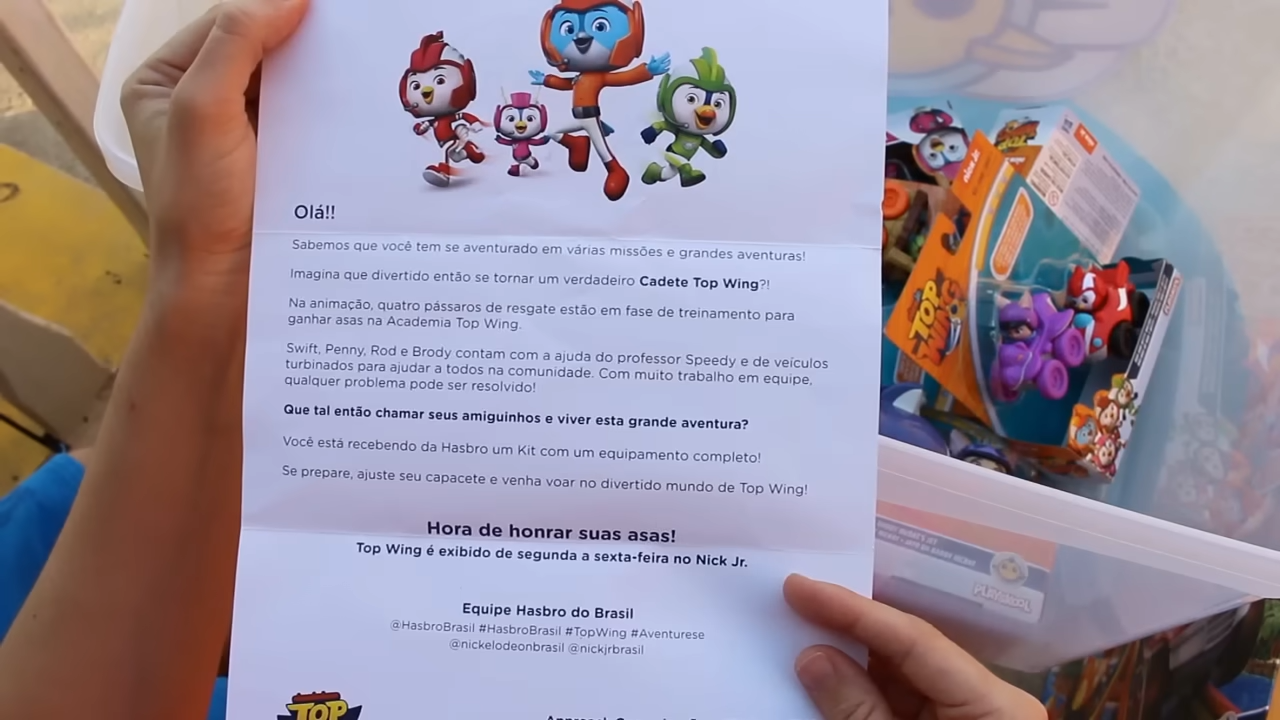 Olá!!
Sabemos que você tem se aventurado em várias missões e grandes aventuras!
Imagina que divertido então se tornar um verdadeiro Cadete Top Wing?!
Na animação, quatro pássaros de resgate estão em fase de treinamento para
ganhar asas na Academia Top Wing.
Swift, Penny, Rod e Brody contam com a ajuda do professor Speedy e de veículos
turbinados para ajudar a todos na comunidade. Com muito trabalho em equipe,
qualquer problema pode ser resolvido!
Que tal então chamar seus amiguinhos e viver esta grande aventura?
Você está recebendo da Hasbro um Kit com um equipamento completo!
Se prepare, ajuste seu capacete e venha voar no divertido mundo de Top Wing!
Hora de honrar suas asas!
Top Wing é exibido de segunda a sexta-feira no Nick Jr.
Equipe Hasbro do Brasil
@HasbroBrasil #HasbroBrasil #TopWing #Aventurese
@nickelodeonbrasil @nickjrbrasil
TOP
TOP WING
PLAYSKOOL